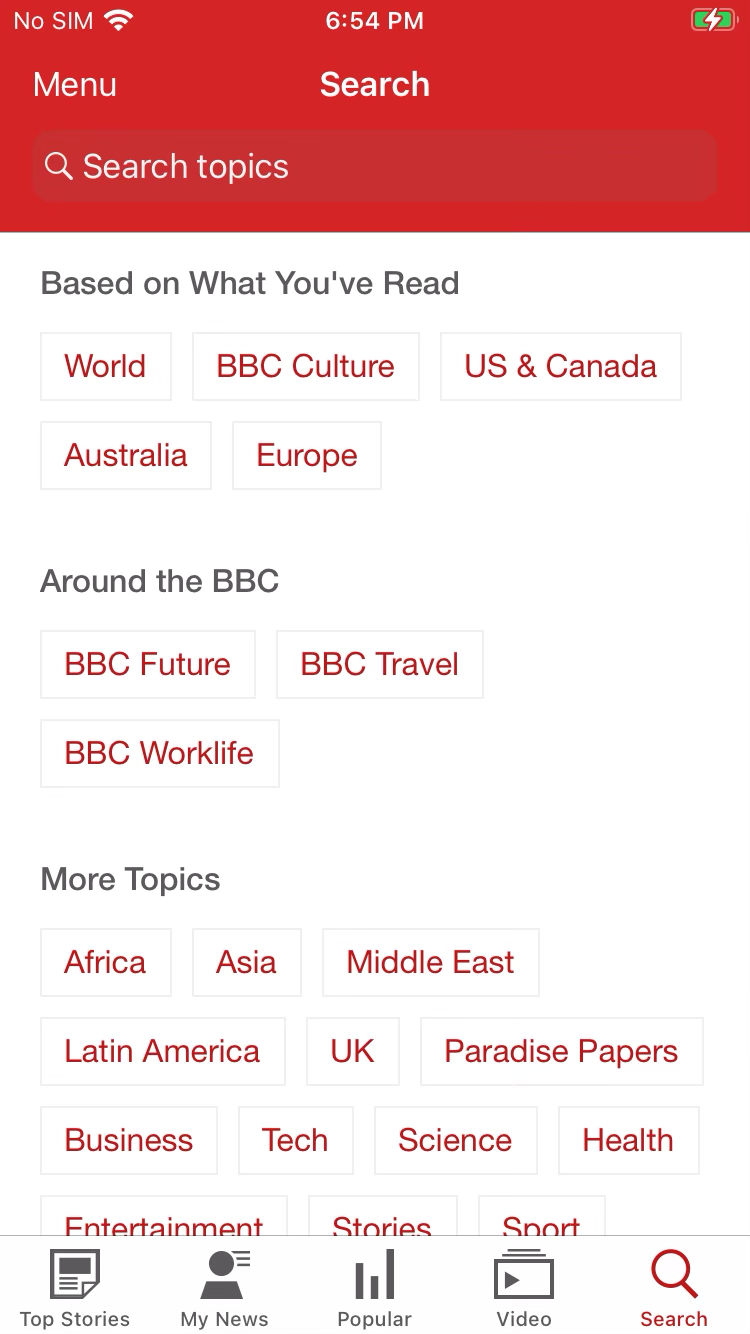 No SIM 6:54 PM
Menu Search
Search topics
Based on What You've Read
World BBC Culture US & Canada
Australia Europe
Around the BBC
BBC Future BBC Travel
BBC Worklife
More Topics
Africa Asia Middle East
Latin America UK Paradise Papers
Business Tech Science Health
Entertainment Stories Sport
Top Stories My News Popular Video Search